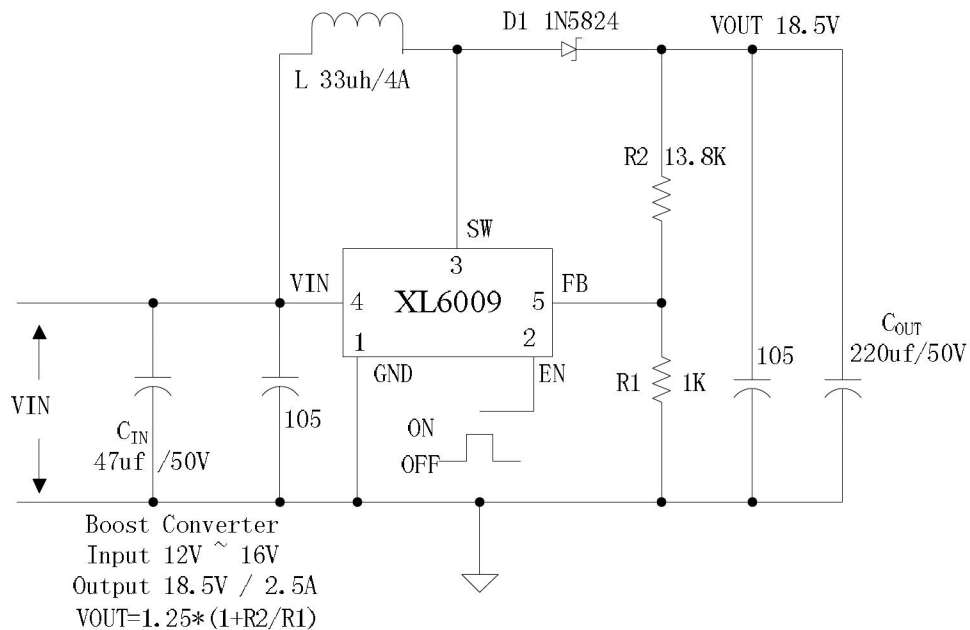 D1 1N5824
VOUT 18.5V
L 33uh/4A
R2 13.8K
SW
3
VIN
FB
4
XL6009
5
1
2
GND
EN
C_OUT
220uf/50V
105
R1 1K
VIN
105
C_IN
47uf /50V
ON
OFF
Boost Converter
Input 12V ~ 16V
Output 18.5V / 2.5A
VOUT=1.25*(1+R2/R1)